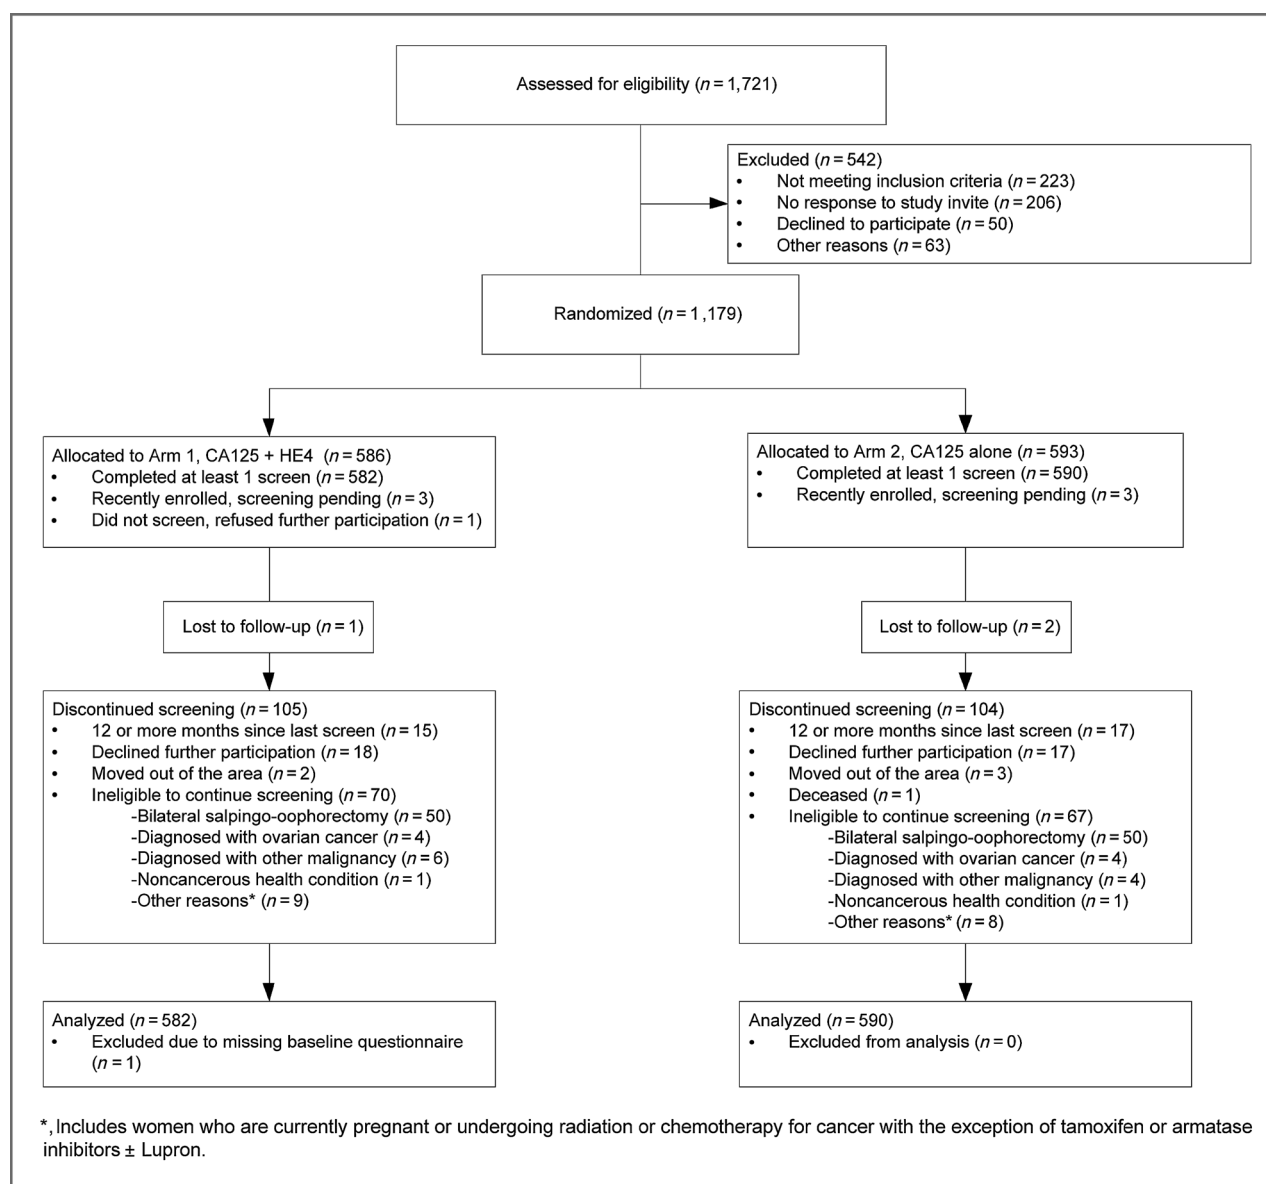 Assessed for eligibility (n = 1,721)
Excluded (n = 542)
• Not meeting inclusion criteria (n = 223)
• No response to study invite (n = 206)
• Declined to participate (n = 50)
• Other reasons (n = 63)
Randomized (n = 1,179)
Allocated to Arm 1, CA125 + HE4 (n = 586)
• Completed at least 1 screen (n = 582)
• Recently enrolled, screening pending (n = 3)
• Did not screen, refused further participation (n = 1)
Allocated to Arm 2, CA125 alone (n = 593)
• Completed at least 1 screen (n = 590)
• Recently enrolled, screening pending (n = 3)
Lost to follow-up (n = 1)
Lost to follow-up (n = 2)
Discontinued screening (n = 105)
• 12 or more months since last screen (n = 15)
• Declined further participation (n = 18)
• Moved out of the area (n = 2)
• Ineligible to continue screening (n = 70)
-Bilateral salpingo-oophorectomy (n = 50)
-Diagnosed with ovarian cancer (n = 4)
-Diagnosed with other malignancy (n = 6)
-Noncancerous health condition (n = 1)
-Other reasons* (n = 9)
Discontinued screening (n = 104)
• 12 or more months since last screen (n = 17)
• Declined further participation (n = 17)
• Moved out of the area (n = 3)
• Deceased (n = 1)
• Ineligible to continue screening (n = 67)
-Bilateral salpingo-oophorectomy (n = 50)
-Diagnosed with ovarian cancer (n = 4)
-Diagnosed with other malignancy (n = 4)
-Noncancerous health condition (n = 1)
-Other reasons* (n = 8)
Analyzed (n = 582)
• Excluded due to missing baseline questionnaire
(n = 1)
Analyzed (n = 590)
• Excluded from analysis (n = 0)
*, Includes women who are currently pregnant or undergoing radiation or chemotherapy for cancer with the exception of tamoxifen or armatase
inhibitors ± Lupron.